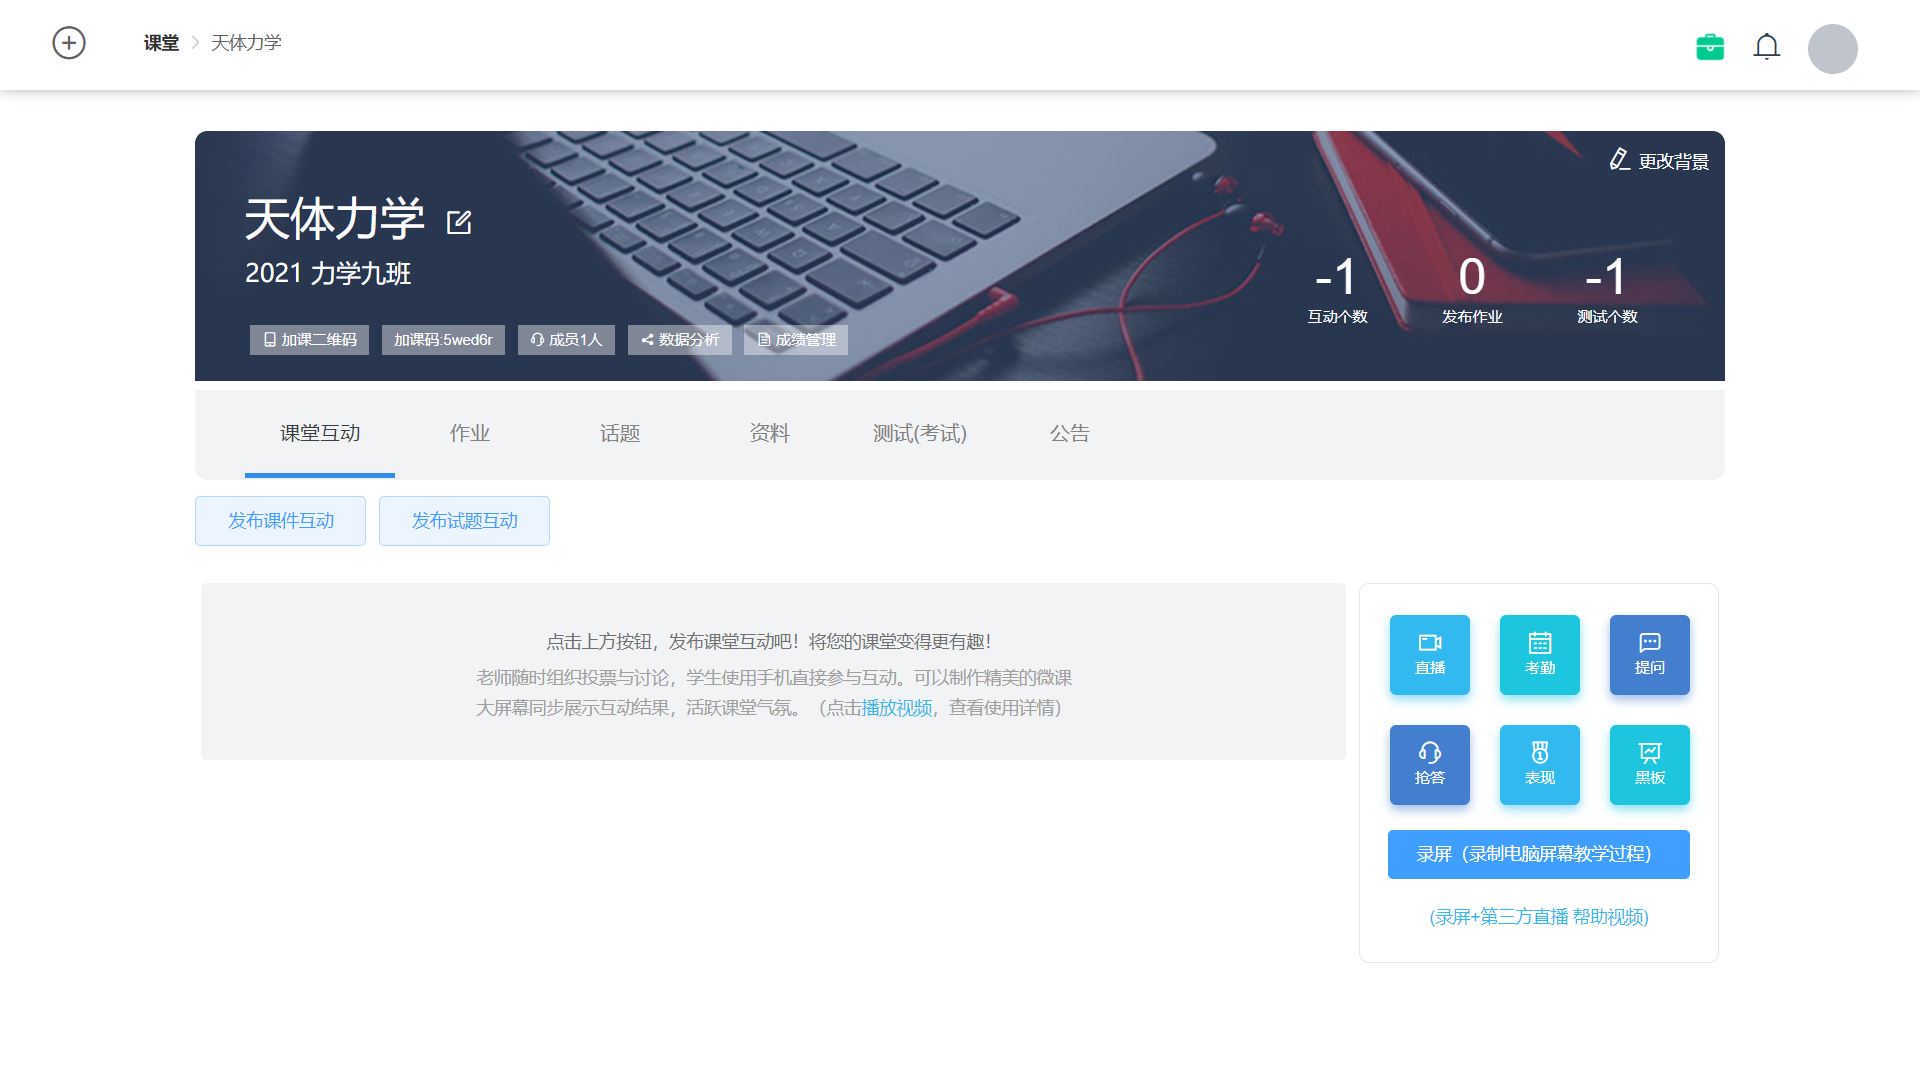 课堂 天体力学
更改背景
天体力学
2021 力学九班
-1 0 -1
互动个数 发布作业 测试个数
加课二维码 加课码:5wed6r 成员1人 数据分析 成绩管理
课堂互动 作业 话题 资料 测试(考试) 公告
发布课件互动 发布试题互动
点击上方按钮，发布课堂互动吧！将您的课堂变得更有趣！
老师随时组织投票与讨论，学生使用手机直接参与互动。可以制作精美的微课
大屏幕同步展示互动结果，活跃课堂气氛。（点击播放视频，查看使用详情）
直播 考勤 提问
抢答 表现 黑板
录屏（录制电脑屏幕教学过程）
(录屏+第三方直播 帮助视频)